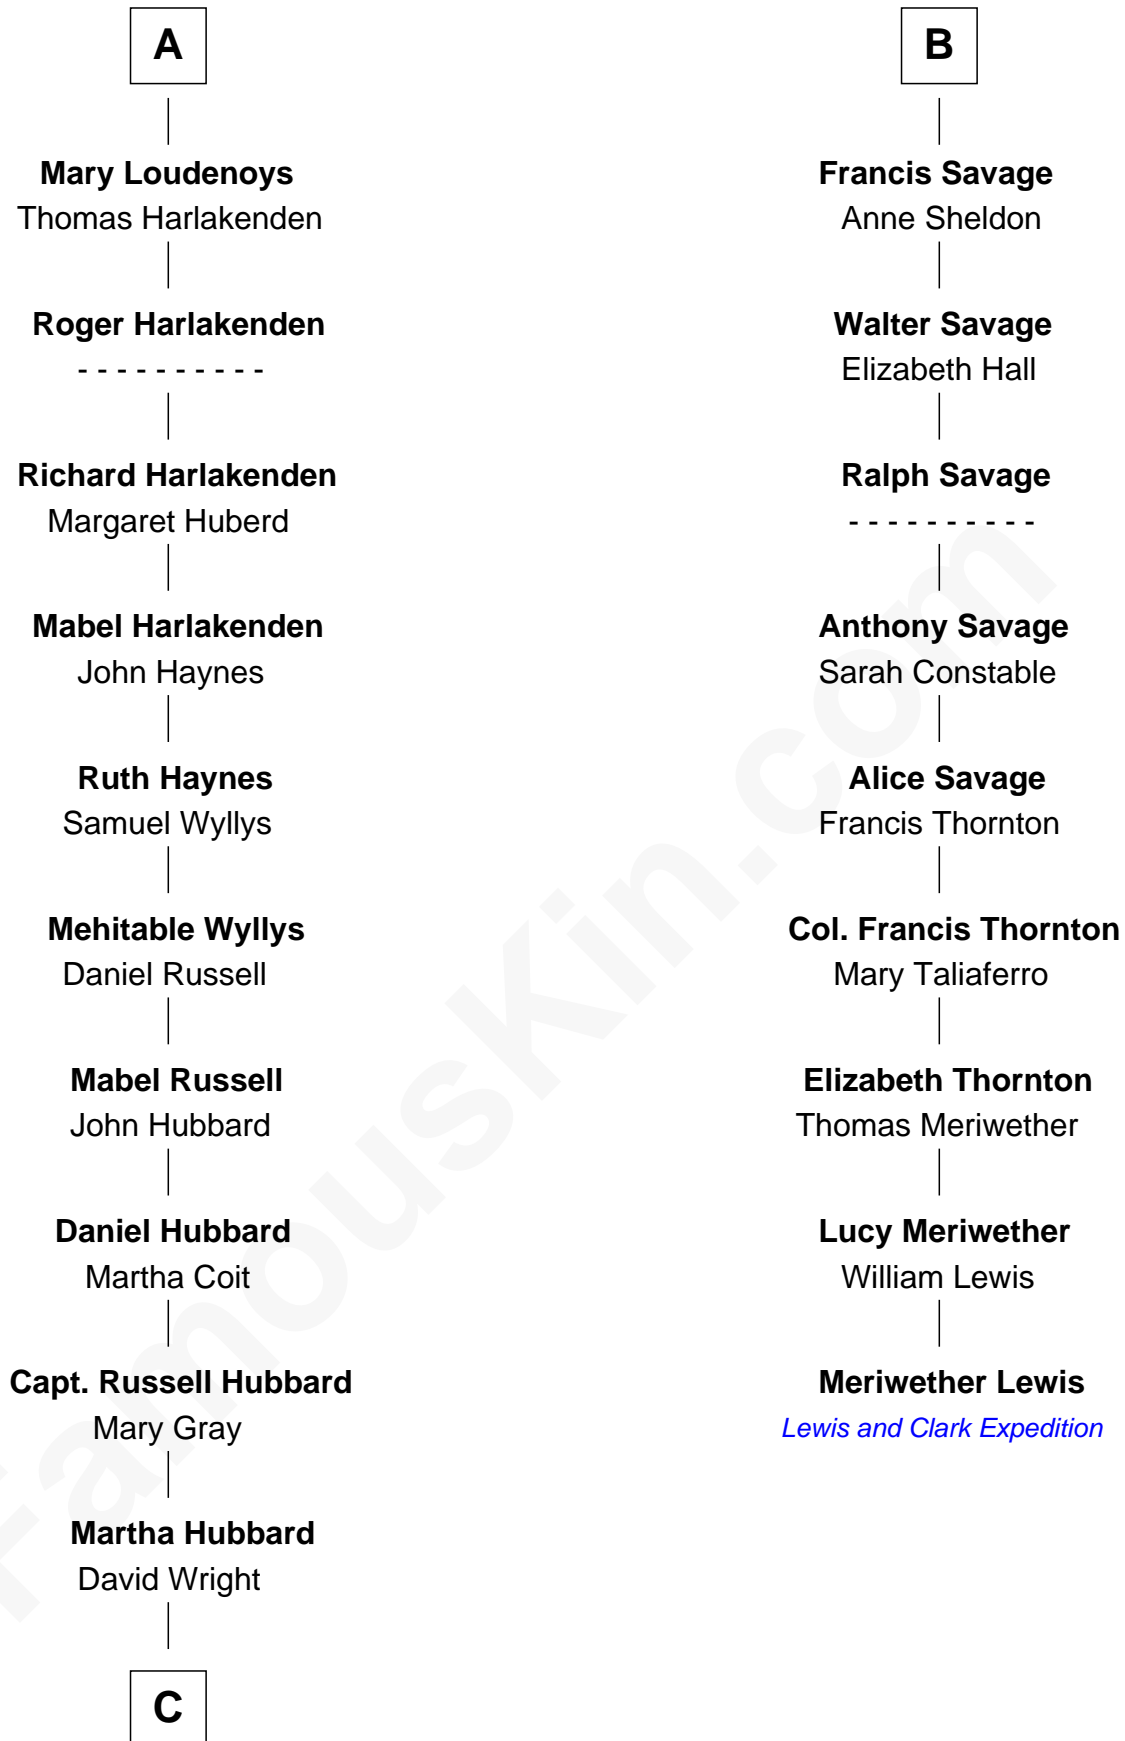 A
Mary Loudenoys
Thomas Harlakenden
Roger Harlakenden
- - - - - - - - - -
Richard Harlakenden
Margaret Huberd
Mabel Harlakenden
John Haynes
Ruth Haynes
Samuel Wyllys
Mehitable Wyllys
Daniel Russell
Mabel Russell
John Hubbard
Daniel Hubbard
Martha Coit
Capt. Russell Hubbard
Mary Gray
Martha Hubbard
David Wright
C
B
Francis Savage
Anne Sheldon
Walter Savage
Elizabeth Hall
Ralph Savage
- - - - - - - - - -
Anthony Savage
Sarah Constable
Alice Savage
Francis Thornton
Col. Francis Thornton
Mary Taliaferro
Elizabeth Thornton
Thomas Meriwether
Lucy Meriwether
William Lewis
Meriwether Lewis
Lewis and Clark Expedition
FamousKin.com